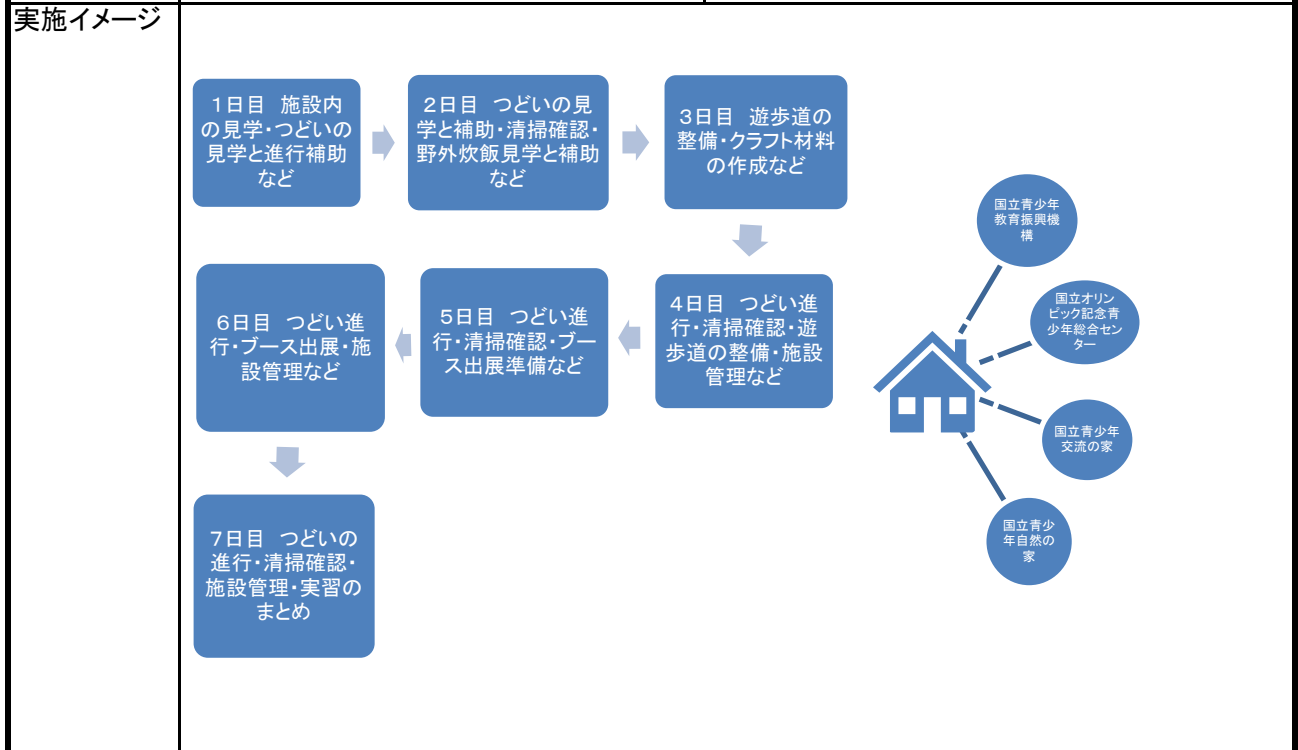 実施イメージ
１日目　施設内
の見学・つどいの
見学と進行補助
など
２日目　つどいの見
学と補助・清掃確認・
野外炊飯見学と補助
など
３日目　遊歩道の
整備・クラフト材料
の作成など
４日目　つどい進
行・清掃確認・遊
歩道の整備・施設
管理など
５日目　つどい進
行・清掃確認・ブー
ス出展準備など
６日目　つどい進
行・ブース出展・施
設管理など
７日目　つどいの
進行・清掃確認・
施設管理・実習の
まとめ
国立青少年
教育振興機
構
国立オリン
ピック記念青
少年総合セン
ター
国立青少年
交流の家
国立青少
年自然の
家